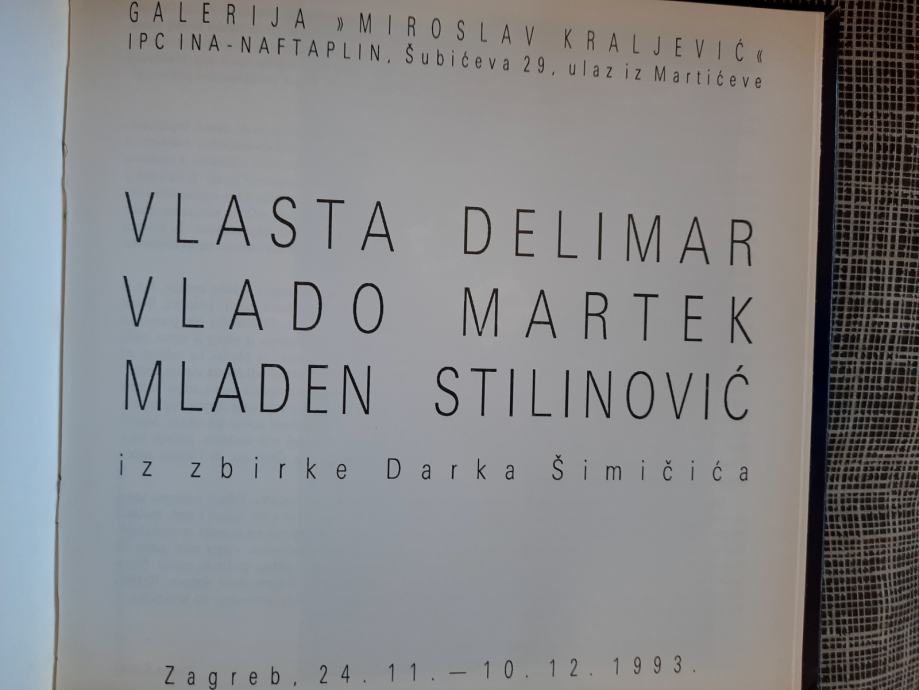 GALERIJA »MIROSLAV KRALJEVIĆ«
IPC INA-NAFTAPLIN, Šubićeva 29, ulaz iz Martićeve
VLASTA DELIMAR
VLADO MARTEK
MLADEN STILINOVIĆ
iz zbirke Darka Šimičića
Zagreb, 24. 11. — 10. 12. 1993.